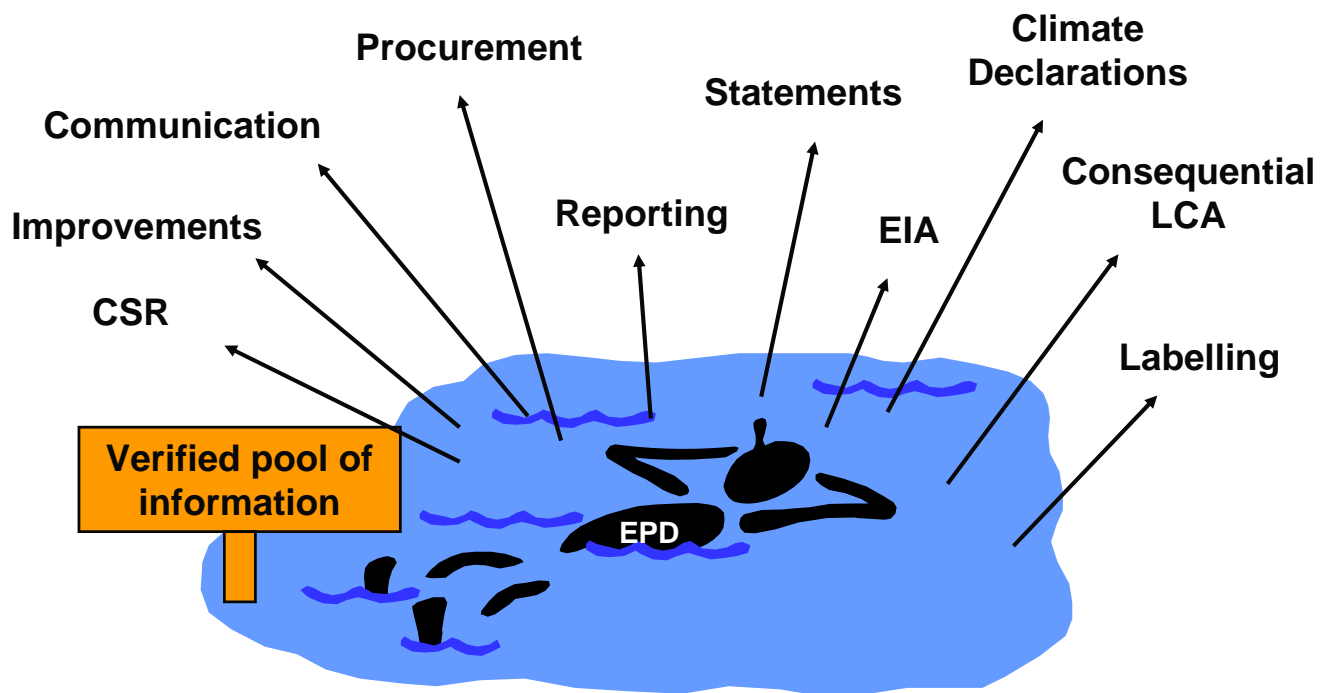 Climate
Declarations
Procurement
Statements
Communication
Consequential
LCA
Reporting
EIA
Improvements
CSR
Labelling
Verified pool of
information
EPD